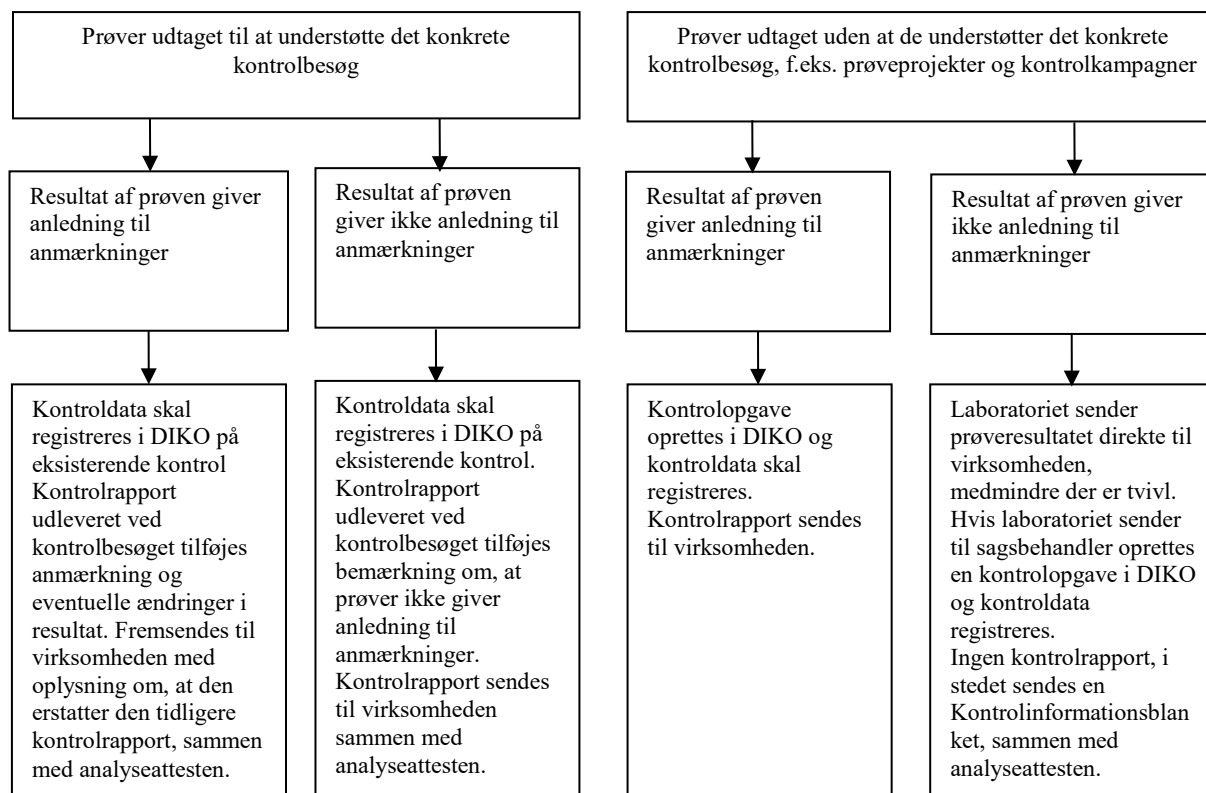 Prøver udtaget til at understøtte det konkrete
kontrolbesøg
Prøver udtaget uden at de understøtter det konkrete
kontrolbesøg, f.eks. prøveprojekter og kontrolkampagner
Resultat af prøven giver
anledning til
anmærkninger
Resultat af prøven
giver ikke anledning til
anmærkninger
Resultat af prøven
giver anledning til
anmærkninger
Resultat af prøven giver
ikke anledning til
anmærkninger
Kontroldata skal
registreres i DIKO på
eksisterende kontrol
Kontrolrapport
udleveret ved
kontrolbesøget tilføjes
anmærkning og
eventuelle ændringer i
resultat. Fremsendes til
virksomheden med
oplysning om, at den
erstatter den tidligere
kontrolrapport, sammen
med analyseattesten.
Kontroldata skal
registreres i DIKO på
eksisterende kontrol.
Kontrolrapport
udleveret ved
kontrolbesøget tilføjes
bemærkning om, at
prøver ikke giver
anledning til
anmærkninger.
Kontrolrapport sendes
til virksomheden
sammen med
analyseattesten.
Kontrolopgave
oprettes i DIKO og
kontroldata skal
registreres.
Kontrolrapport sendes
til virksomheden.
Laboratoriet sender
prøveresultatet direkte til
virksomheden,
medmindre der er tvivl.
Hvis laboratoriet sender
til sagsbehandler oprettes
en kontrolopgave i DIKO
og kontroldata
registreres.
Ingen kontrolrapport, i
stedet sendes en
Kontrolinformationsblan
ket, sammen med
analyseattesten.